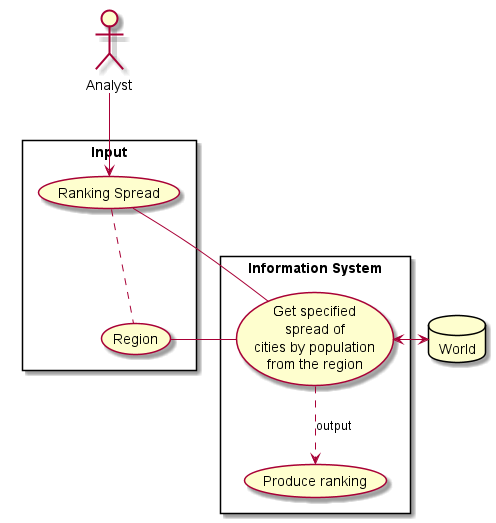 Analyst
Input
Ranking Spread
Information System
Get specified
spread of
cities by population
from the region
Region
World
output
Produce ranking